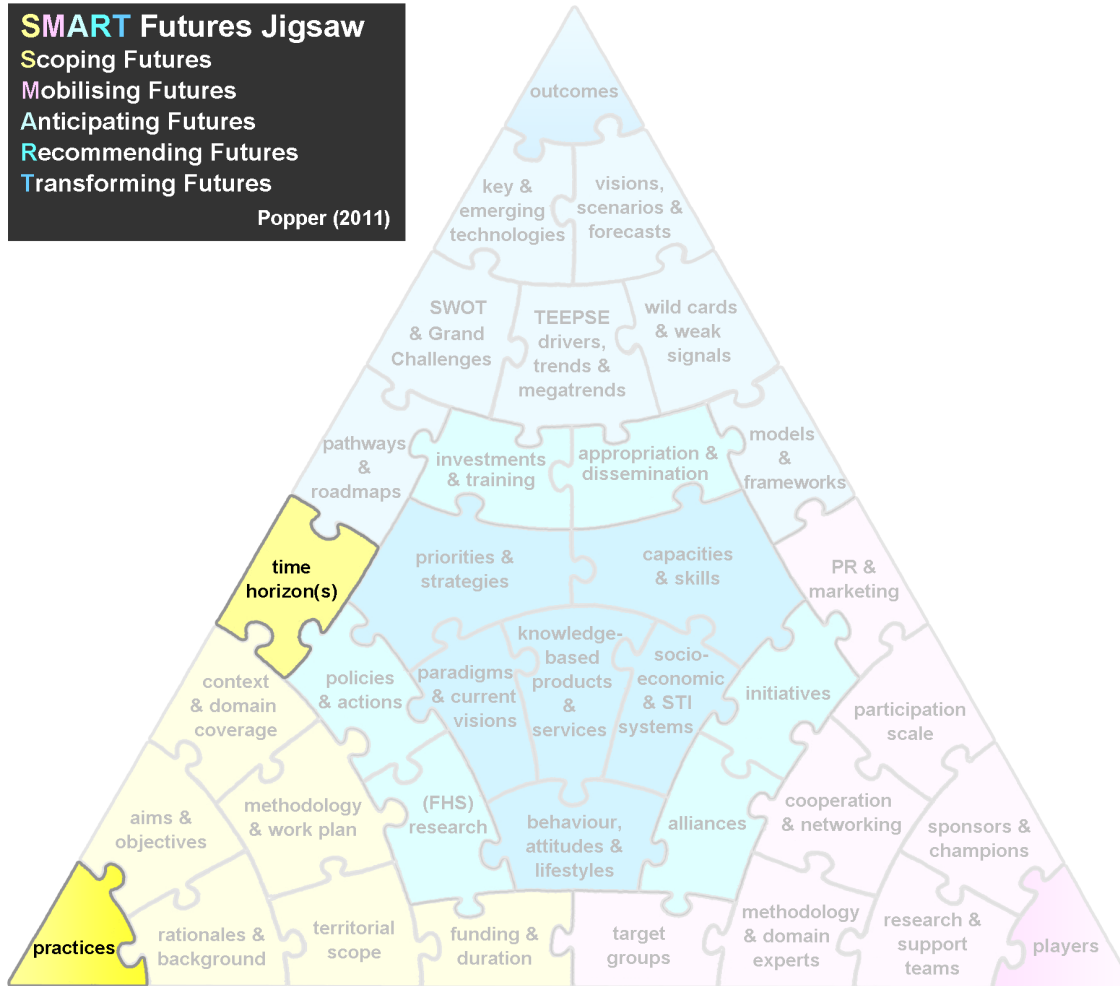 SMART Futures Jigsaw
Scoping Futures
Mobilising Futures
Anticipating Futures
Recommending Futures
Transforming Futures
Popper (2011)
outcomes
key &
emerging
technologies
visions,
scenarios &
forecasts
SWOT
& Grand
Challenges
TEEPSE
drivers,
trends &
megatrends
wild cards
& weak
signals
pathways
&
roadmaps
investments
& training
appropriation &
dissemination
models
&
frameworks
time
horizon(s)
priorities &
strategies
capacities
& skills
PR &
marketing
context
& domain
coverage
policies
& actions
paradigms
& current
visions
knowledge-
based
products
&
services
socio-
economic
& STI
systems
initiatives
participation
scale
aims &
objectives
methodology
& work plan
(FHS)
research
behaviour,
attitudes &
lifestyles
alliances
cooperation
& networking
sponsors &
champions
practices
rationales &
background
territorial
scope
funding &
duration
target
groups
methodology
& domain
experts
research &
support
teams
players